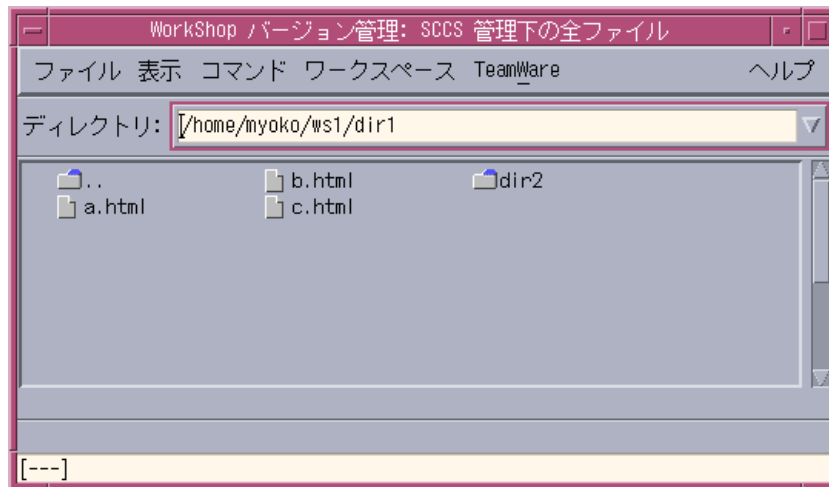 WorkShop バージョン管理: SCCS 管理下の全ファイル
ファイル 表示 コマンド ワークスペース TeamWare ヘルプ
ディレクトリ: /home/myoko/ws1/dir1
.. b.html dir2
a.html c.html
[---]